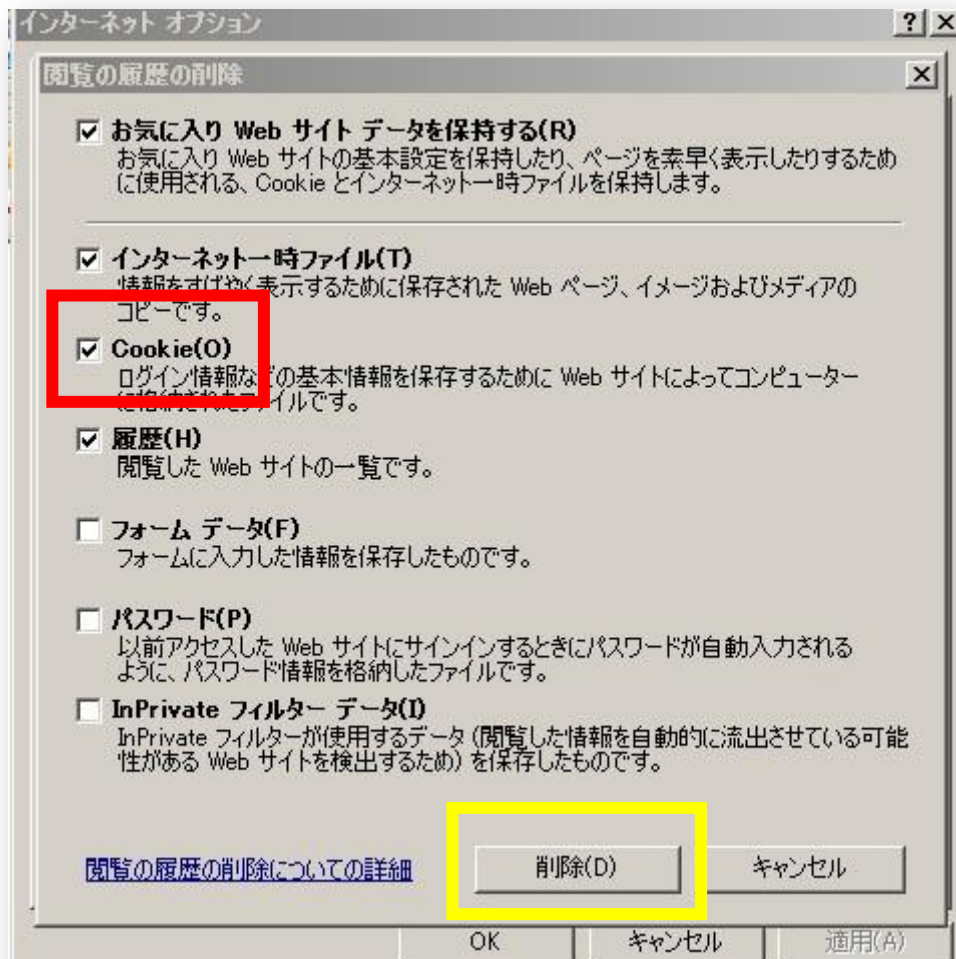 インターネット オプション
閲覧の履歴の削除
お気に入り Web サイト データを保持する(R)
お気に入り Web サイトの基本設定を保持したり、ページを素早く表示したりするため
に使用される、Cookie とインターネット一時ファイルを保持します。
インターネット一時ファイル(T)
情報をすばやく表示するために保存された Web ページ、イメージおよびメディアの
コピーです。
Cookie(O)
ログイン情報などの基本情報を保存するために Web サイトによってコンピューター
に格納されたファイルです。
履歴(H)
閲覧した Web サイトの一覧です。
フォーム データ(F)
フォームに入力した情報を保存したものです。
パスワード(P)
以前アクセスした Web サイトにサインインするときにパスワードが自動入力される
ように、パスワード情報を格納したファイルです。
InPrivate フィルター データ(I)
InPrivate フィルターが使用するデータ (閲覧した情報を自動的に流出させている可能
性がある Web サイトを検出するため) を保存したものです。
閲覧の履歴の削除についての詳細
削除(D)
キャンセル
OK
キャンセル
適用(A)